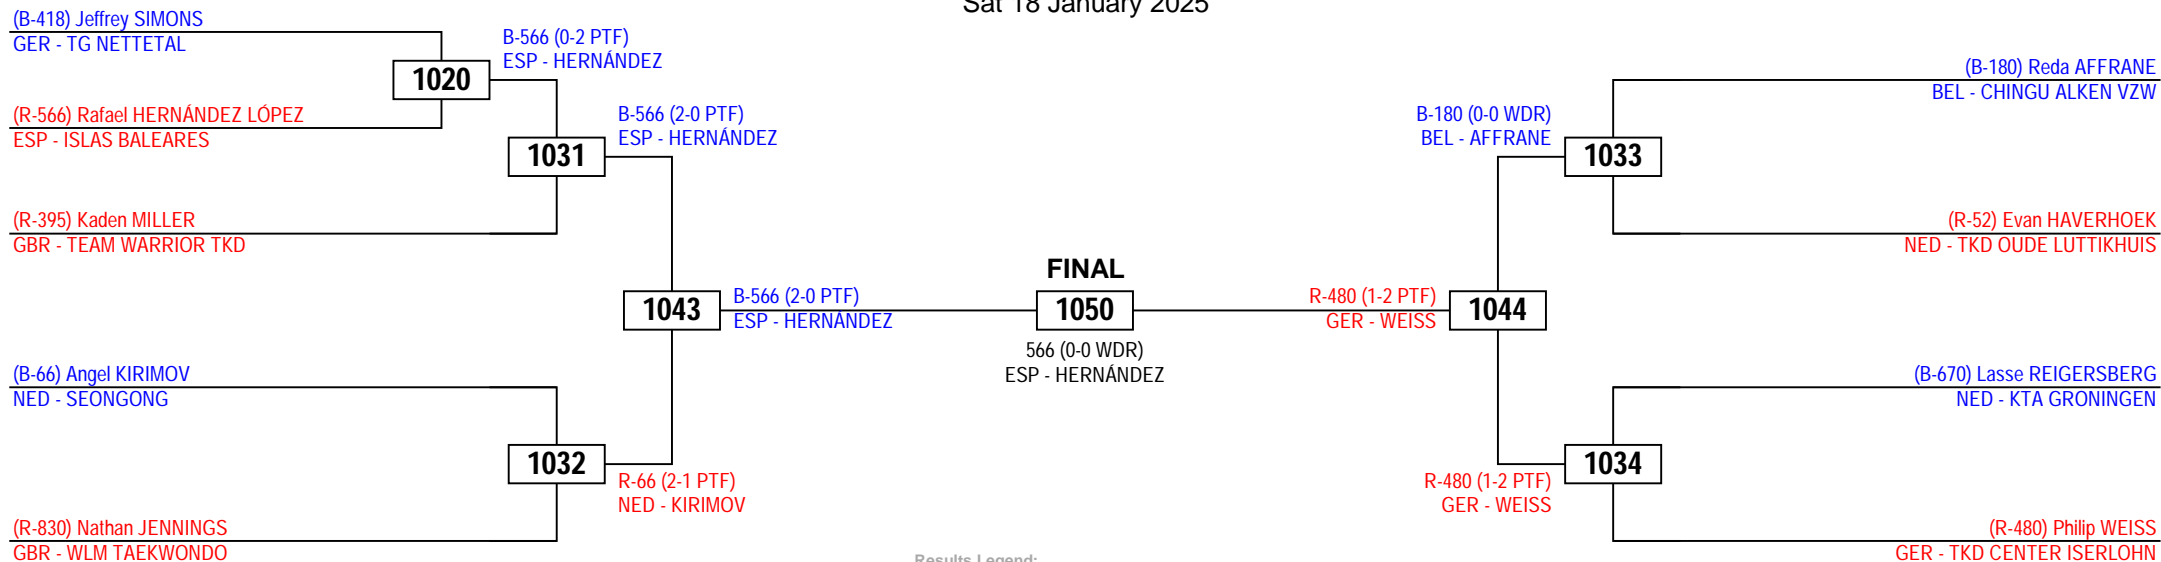 Sat 18 January 2025
(B-418) Jeffrey SIMONS
GER - TG NETTETAL
B-566 (0-2 PTF)
ESP - HERNÁNDEZ
1020
(R-566) Rafael HERNÁNDEZ LÓPEZ
ESP - ISLAS BALEARES
B-566 (2-0 PTF)
ESP - HERNÁNDEZ
1031
(R-395) Kaden MILLER
GBR - TEAM WARRIOR TKD
1043
B-566 (2-0 PTF)
ESP - HERNÁNDEZ
(B-66) Angel KIRIMOV
NED - SEONGONG
1032
R-66 (2-1 PTF)
NED - KIRIMOV
(R-830) Nathan JENNINGS
GBR - WLM TAEKWONDO
FINAL
1050
566 (0-0 WDR)
ESP - HERNÁNDEZ
(B-180) Reda AFFRANE
BEL - CHINGU ALKEN VZW
B-180 (0-0 WDR)
BEL - AFFRANE
1033
(R-52) Evan HAVERHOEK
NED - TKD OUDE LUTTIKHUIS
R-480 (1-2 PTF)
GER - WEISS
1044
(B-670) Lasse REIGERSBERG
NED - KTA GRONINGEN
1034
R-480 (1-2 PTF)
GER - WEISS
(R-480) Philip WEISS
GER - TKD CENTER ISERLOHN
Results Legend: